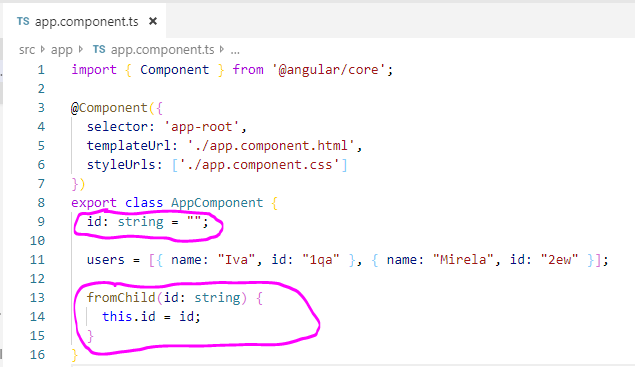 TS app.component.ts ×
src > app > TS app.component.ts > ...
1 import { Component } from '@angular/core';
2
3 @Component({
4 selector: 'app-root',
5 templateUrl: './app.component.html',
6 styleUrls: ['./app.component.css']
7 })
8 export class AppComponent {
9 id: string = "";
10
11 users = [{ name: "Iva", id: "1qa" }, { name: "Mirela", id: "2ew" }];
12
13 fromChild(id: string) {
14 this.id = id;
15 }
16 }